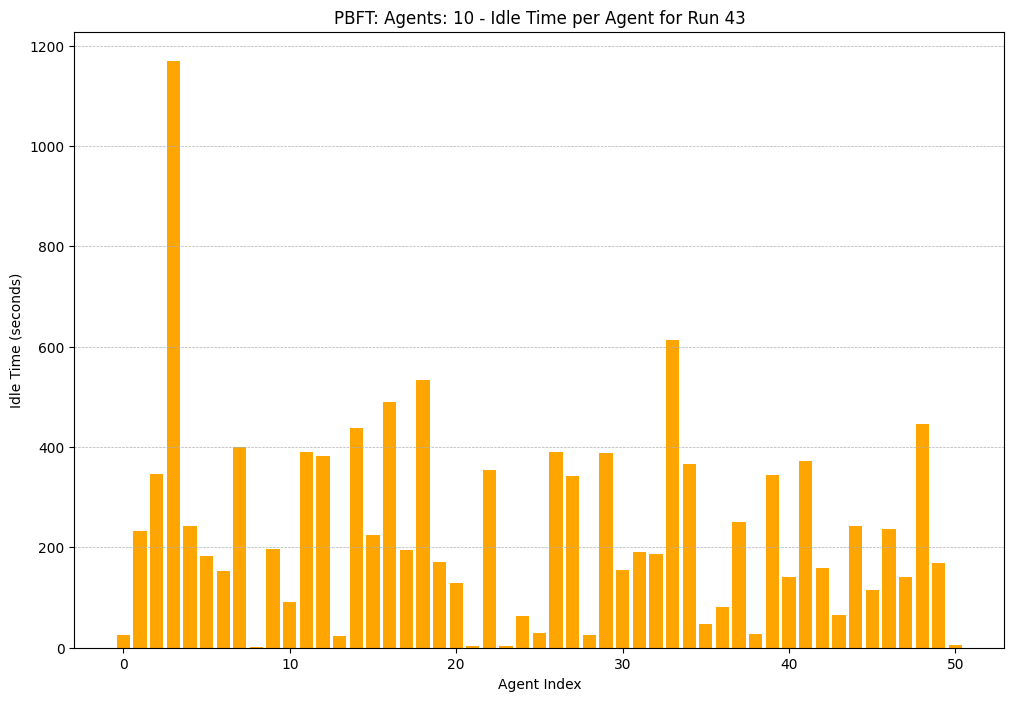 PBFT: Agents: 10 - Idle Time per Agent for Run 43
1200
1000
800
600
400
200
0
Idle Time (seconds)
0 10 20 30 40 50
Agent Index